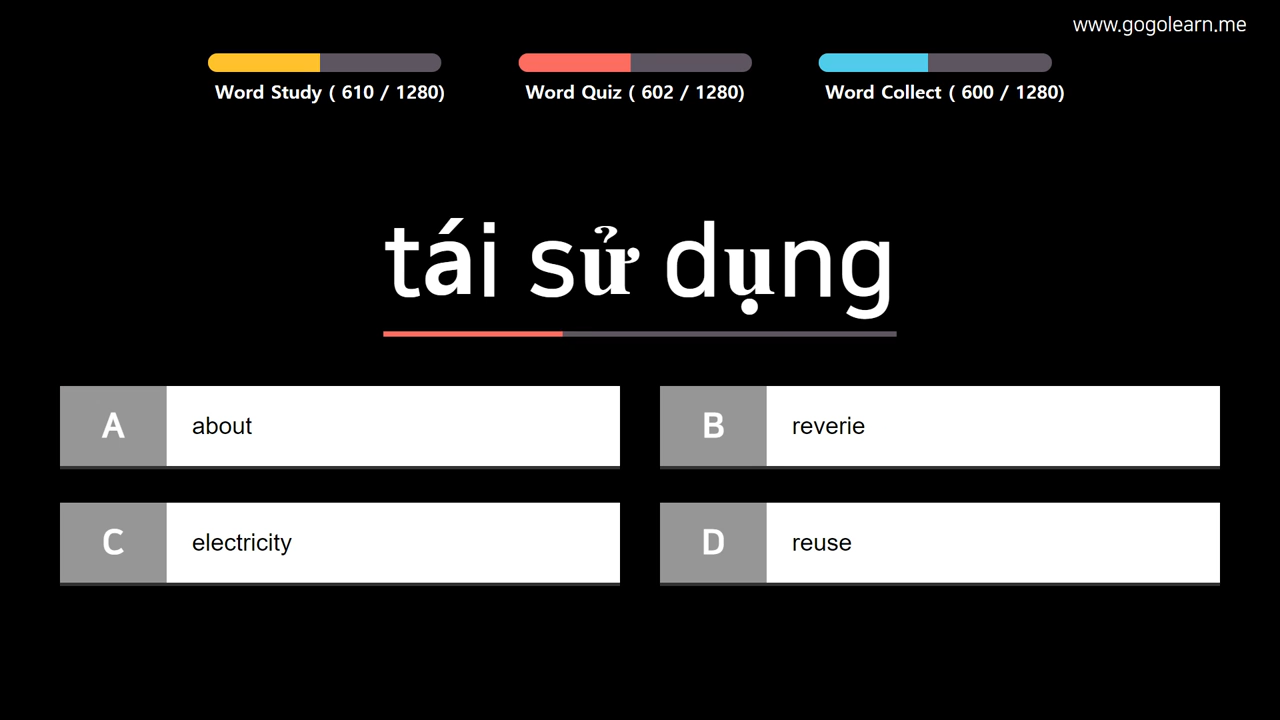 www.gogolearn.me
Word Study ( 610 / 1280)
Word Quiz ( 602 / 1280)
Word Collect ( 600 / 1280)
tái sử dụng
A about
B reverie
C electricity
D reuse